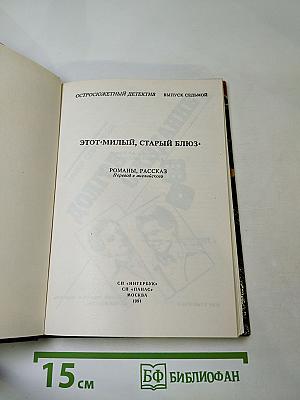 ОСТРОСЮЖЕТНЫЙ ДЕТЕКТИВ ВЫПУСК СЕДЬМОЙ
ЭТОТ «МИЛЫЙ, СТАРЫЙ БЛЮЗ»
РОМАНЫ, РАССКАЗ
Перевод с английского
СП «ИНТЕРБУК»
СП «ПАНАС»
МОСКВА
1991
15 см
БФ БИБЛИОФАН